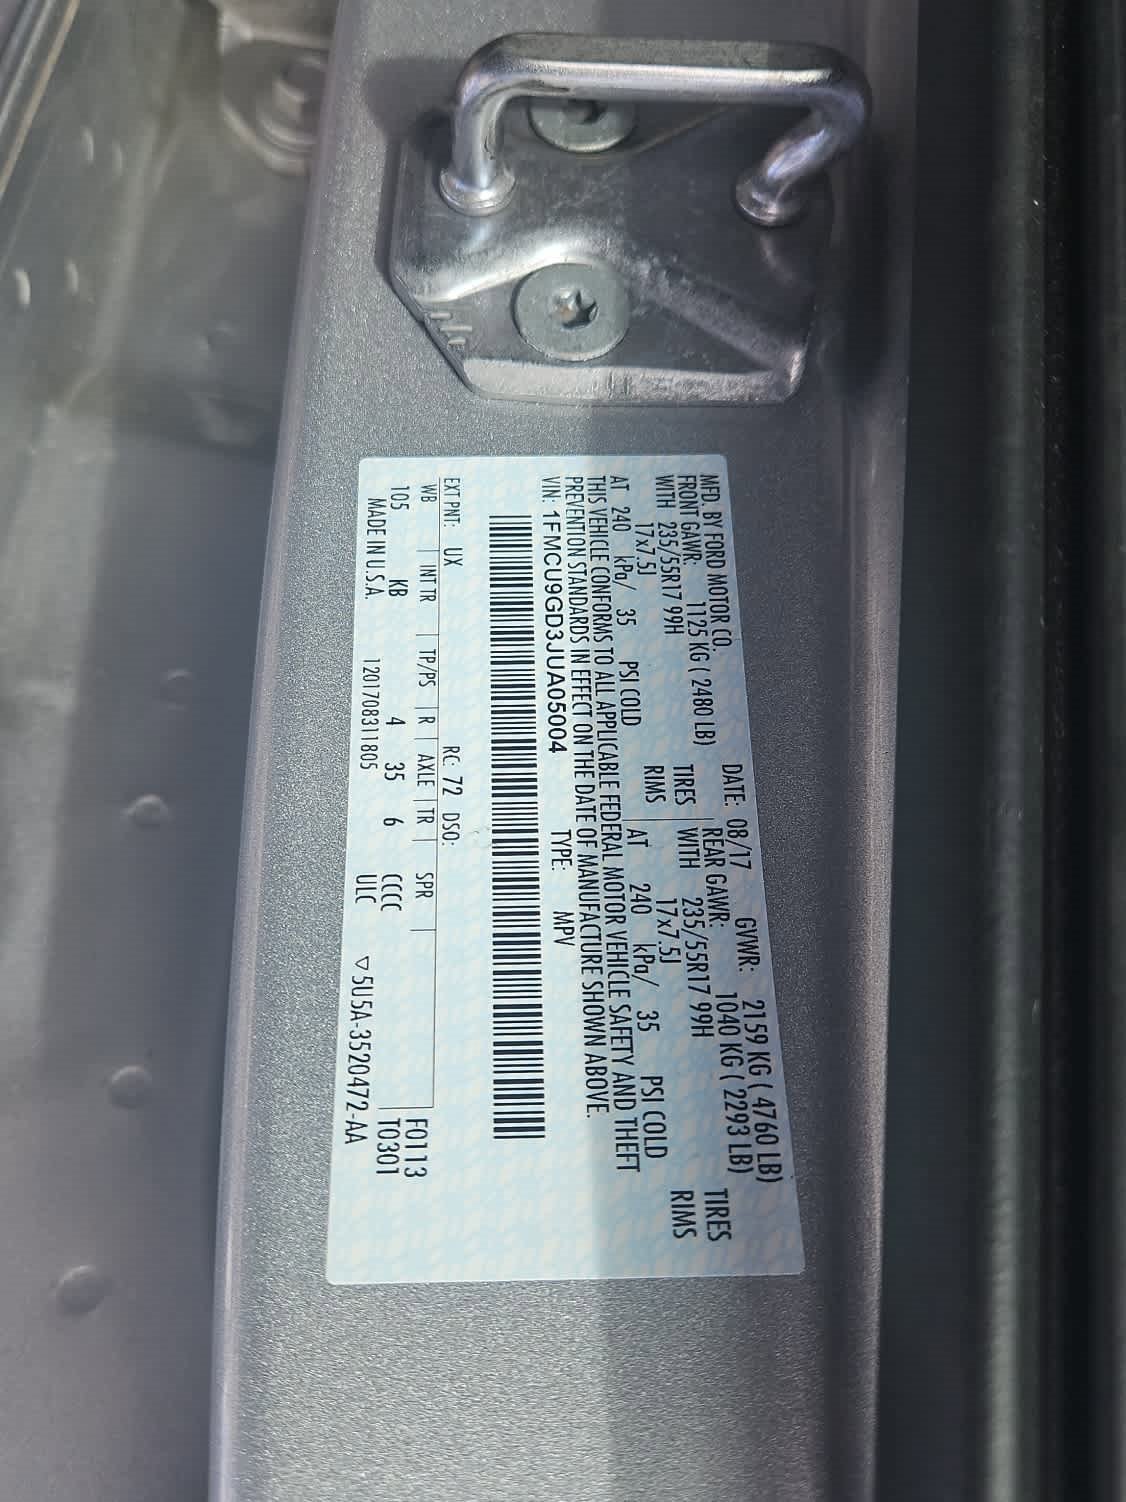 MFD. BY FORD MOTOR CO. DATE: 08/17 GVWR: 2159 KG ( 4760 LB)
FRONT GAWR: 1125 KG ( 2480 LB) REAR GAWR: 1040 KG ( 2293 LB)
WITH 235/55R17 99H TIRES WITH 235/55R17 99H TIRES
17x7.5J RIMS 17x7.5J RIMS
AT 240 kPa/ 35 PSI COLD AT 240 kPa/ 35 PSI COLD
THIS VEHICLE CONFORMS TO ALL APPLICABLE FEDERAL MOTOR VEHICLE SAFETY AND THEFT
PREVENTION STANDARDS IN EFFECT ON THE DATE OF MANUFACTURE SHOWN ABOVE.
VIN: 1FMCU9GD3JUA05004 TYPE: MPV
EXT PNT: UX RC: 72 DSO: F0113
WB INT TR TP/PS R AXLE TR SPR T0301
105 KB 4 35 6 CCCC
MADE IN U.S.A. 1201708311805 ULC ▽5U5A-3520472-AA